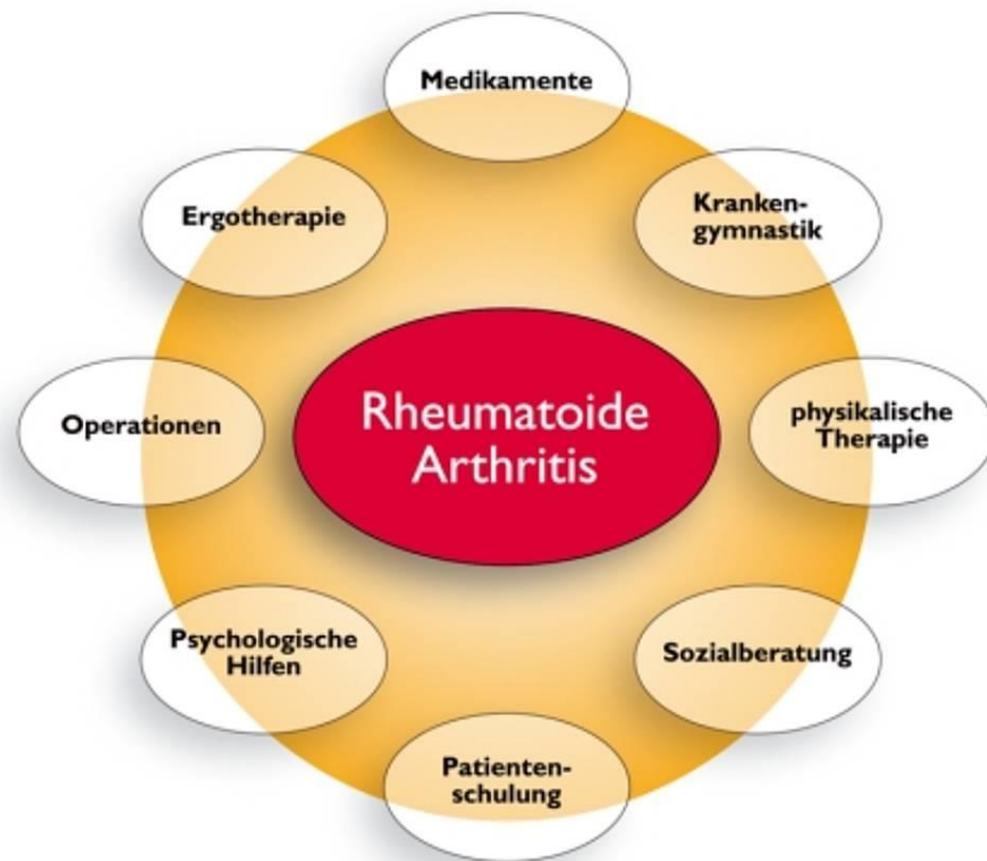 Medikamente
Ergotherapie
Kranken-
gymnastik
Rheumatoide
Arthritis
Operationen
physikalische
Therapie
Psychologische
Hilfen
Sozialberatung
Patienten-
schulung